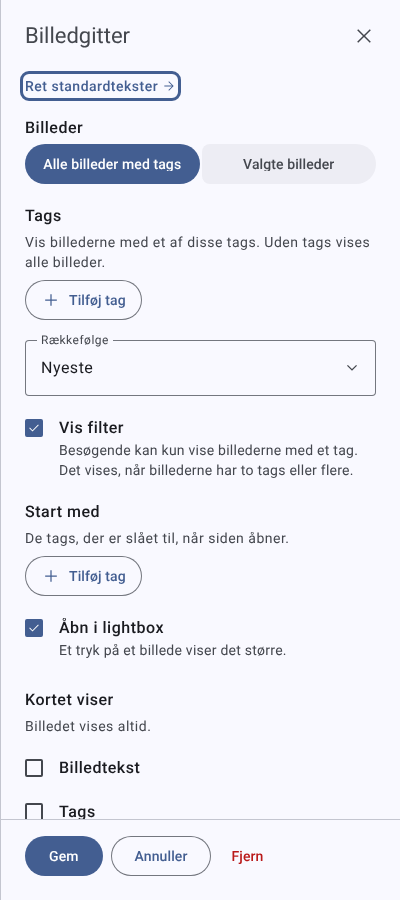 Billedgitter
Ret standardtekster →
Billeder
Alle billeder med tags
Valgte billeder
Tags
Vis billederne med et af disse tags. Uden tags vises
alle billeder.
Tilføj tag
Rækkefølge
Nyeste
Vis filter
Besøgende kan kun vise billederne med et tag.
Det vises, når billederne har to tags eller flere.
Start med
De tags, der er slået til, når siden åbner.
Tilføj tag
Åbn i lightbox
Et tryk på et billede viser det større.
Kortet viser
Billedet vises altid.
Billedtekst
Tags
Gem
Annuller
Fjern